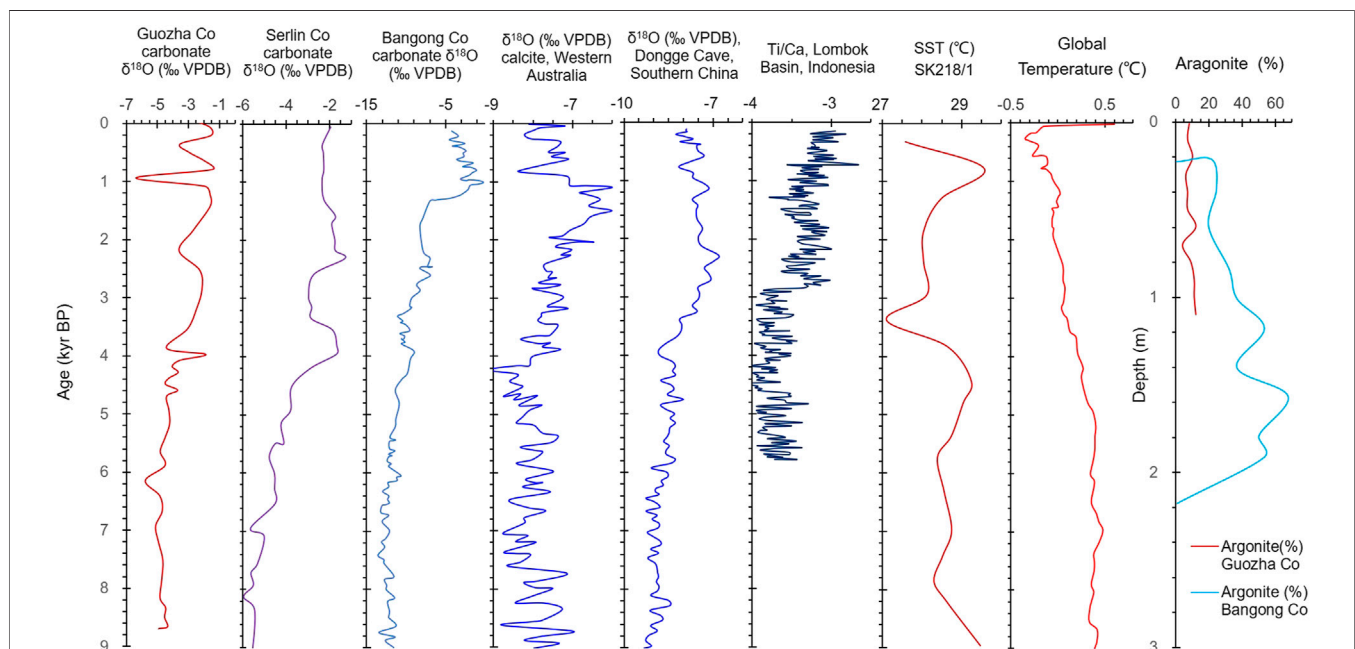 Guozha Co
carbonate
δ¹⁸O (‰ VPDB)
Serlin Co
carbonate
δ¹⁸O (‰ VPDB)
Bangong Co
carbonate δ¹⁸O
(‰ VPDB)
δ¹⁸O (‰ VPDB)
calcite, Western
Australia
δ¹⁸O (‰ VPDB),
Dongge Cave,
Southern China
Ti/Ca, Lombok
Basin, Indonesia
SST (℃)
SK218/1
Global
Temperature (℃)
Aragonite (%)
-7 -5 -3 -1
-6 -4 -2
-15 -5
-9 -7
-10 -7
-4 -3
27 29
-0.5 0.5
0 20 40 60
Age (kyr BP)
0
1
2
3
4
5
6
7
8
9
Depth (m)
0
1
2
3
Argonite(%)
Guozha Co
Argonite (%)
Bangong Co